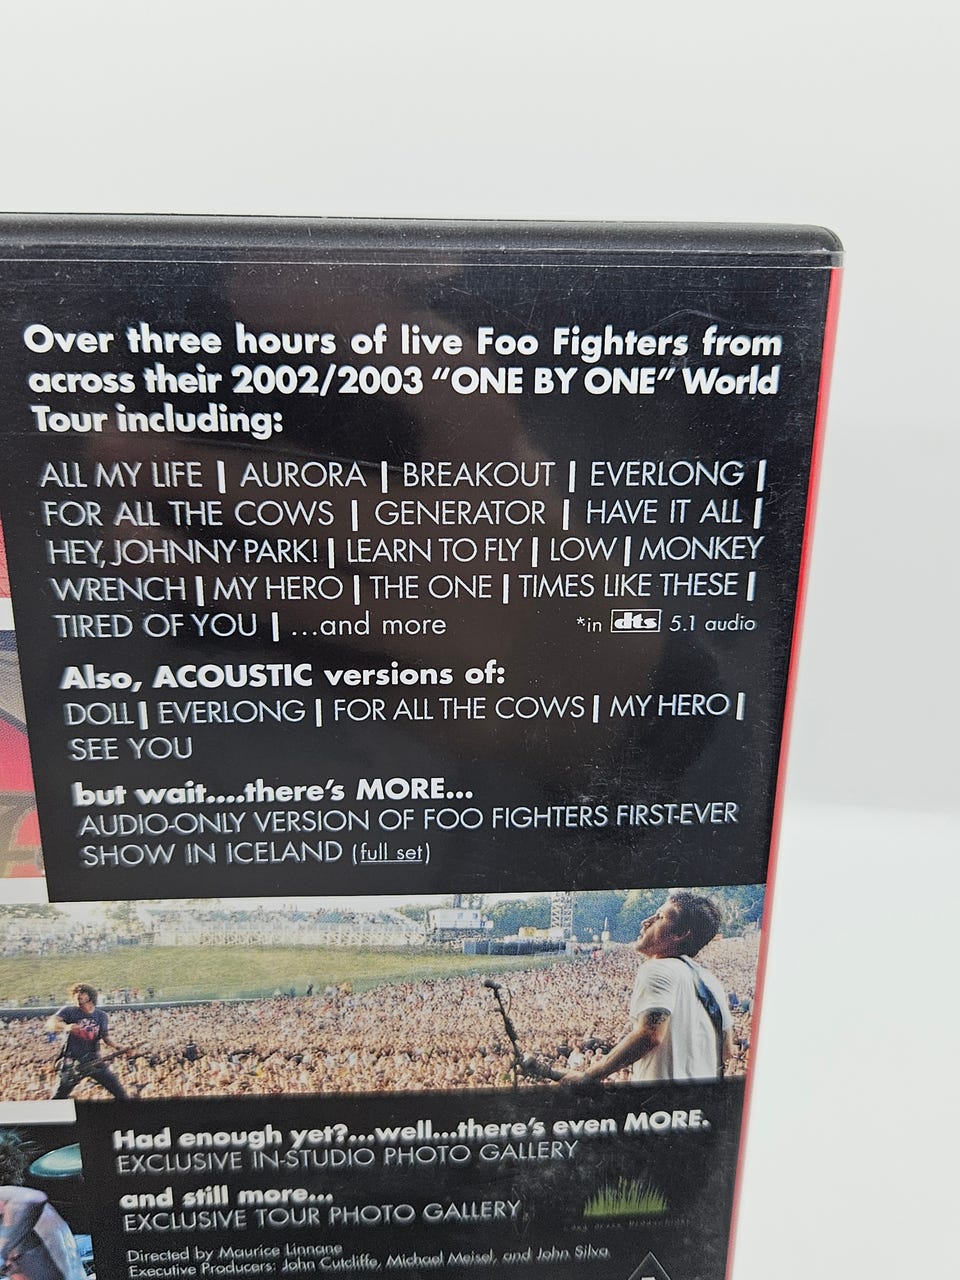 Over three hours of live Foo Fighters from
across their 2002/2003 “ONE BY ONE” World
Tour including:
ALL MY LIFE | AURORA | BREAKOUT | EVERLONG |
FOR ALL THE COWS | GENERATOR | HAVE IT ALL |
HEY, JOHNNY PARK! | LEARN TO FLY | LOW | MONKEY
WRENCH | MY HERO | THE ONE | TIMES LIKE THESE |
TIRED OF YOU | ...and more *in dts 5.1 audio
Also, ACOUSTIC versions of:
DOLL | EVERLONG | FOR ALL THE COWS | MY HERO |
SEE YOU
but wait....there's MORE...
AUDIO-ONLY VERSION OF FOO FIGHTERS FIRST-EVER
SHOW IN ICELAND (full set)
Had enough yet?...well...there's even MORE.
EXCLUSIVE IN-STUDIO PHOTO GALLERY
and still more...
EXCLUSIVE TOUR PHOTO GALLERY
Directed by Maurice Linnane
Executive Producers: John Cutcliffe, Michael Meisel, and John Silva